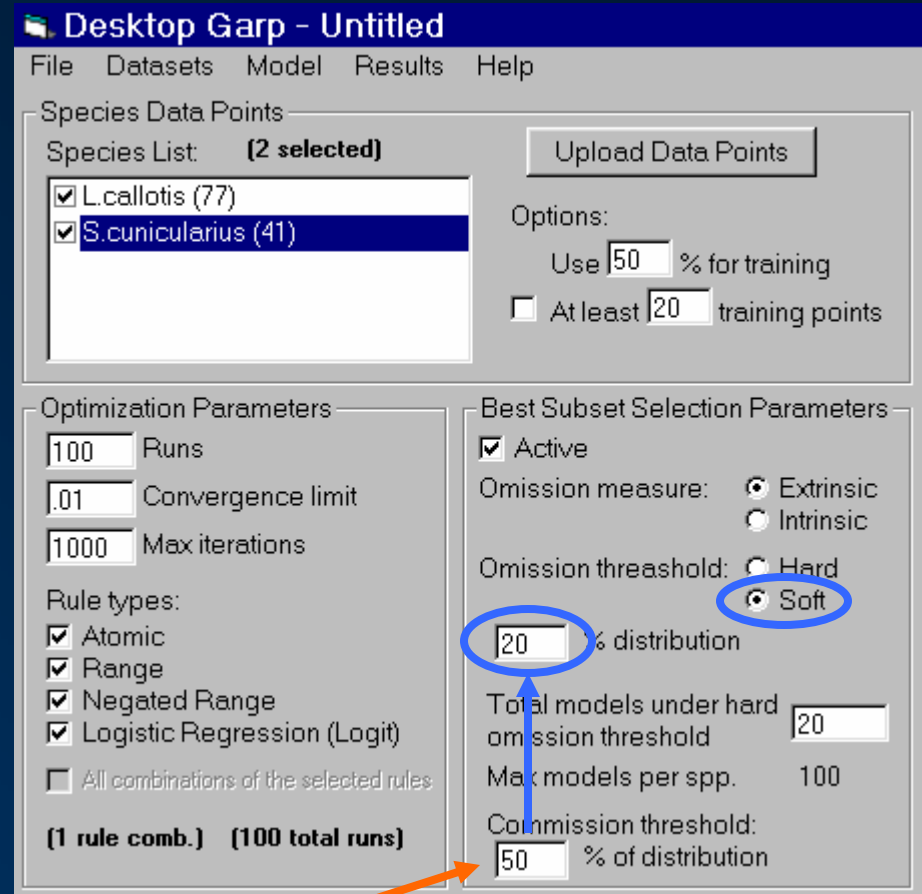 Desktop Garp - Untitled
File Datasets Model Results Help
Species Data Points
Species List: (2 selected)
Upload Data Points
L.callotis (77)
S.cunicularius (41)
Options:
Use 50 % for training
At least 20 training points
Optimization Parameters
100 Runs
.01 Convergence limit
1000 Max iterations
Rule types:
Atomic
Range
Negated Range
Logistic Regression (Logit)
All combinations of the selected rules
(1 rule comb.) (100 total runs)
Best Subset Selection Parameters
Active
Omission measure: Extrinsic
Intrinsic
Omission threashold: Hard
Soft
20 % distribution
Total models under hard
omission threshold 20
Max models per spp. 100
Commission threshold:
50 % of distribution